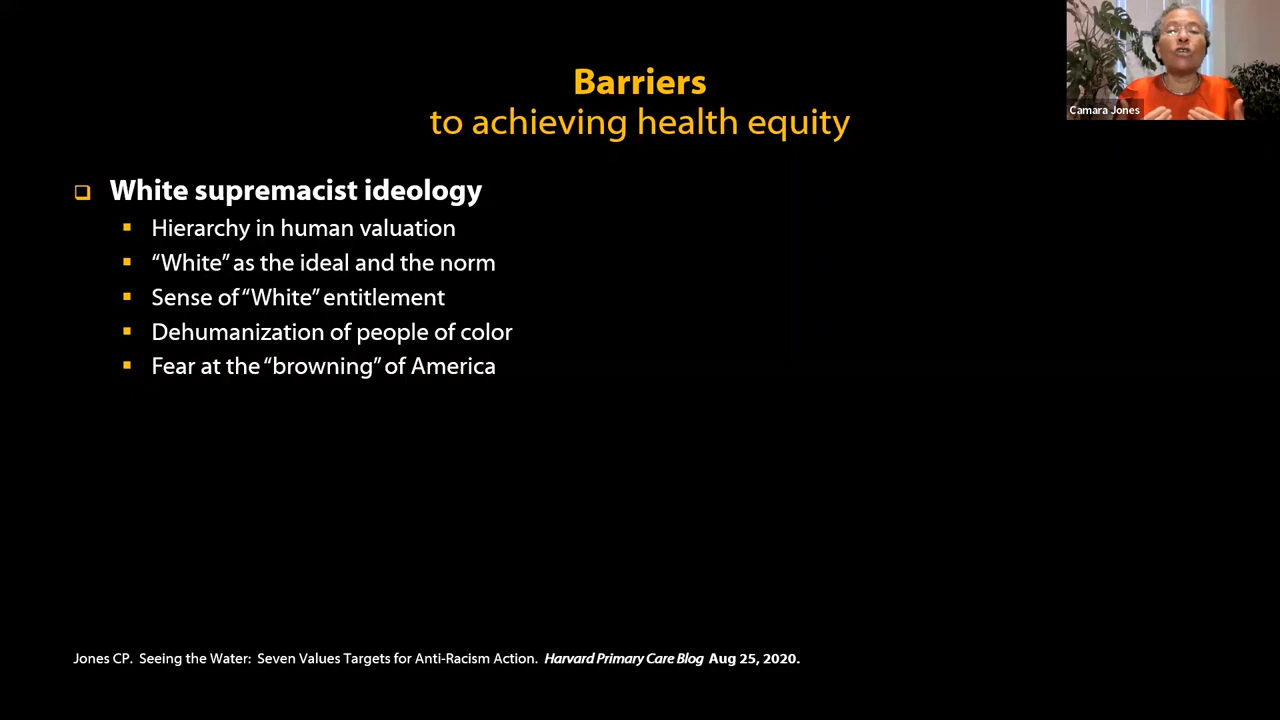 Barriers
to achieving health equity
Camara Jones
❑ White supremacist ideology
▪ Hierarchy in human valuation
▪ “White” as the ideal and the norm
▪ Sense of “White” entitlement
▪ Dehumanization of people of color
▪ Fear at the “browning” of America
Jones CP. Seeing the Water: Seven Values Targets for Anti-Racism Action. Harvard Primary Care Blog Aug 25, 2020.